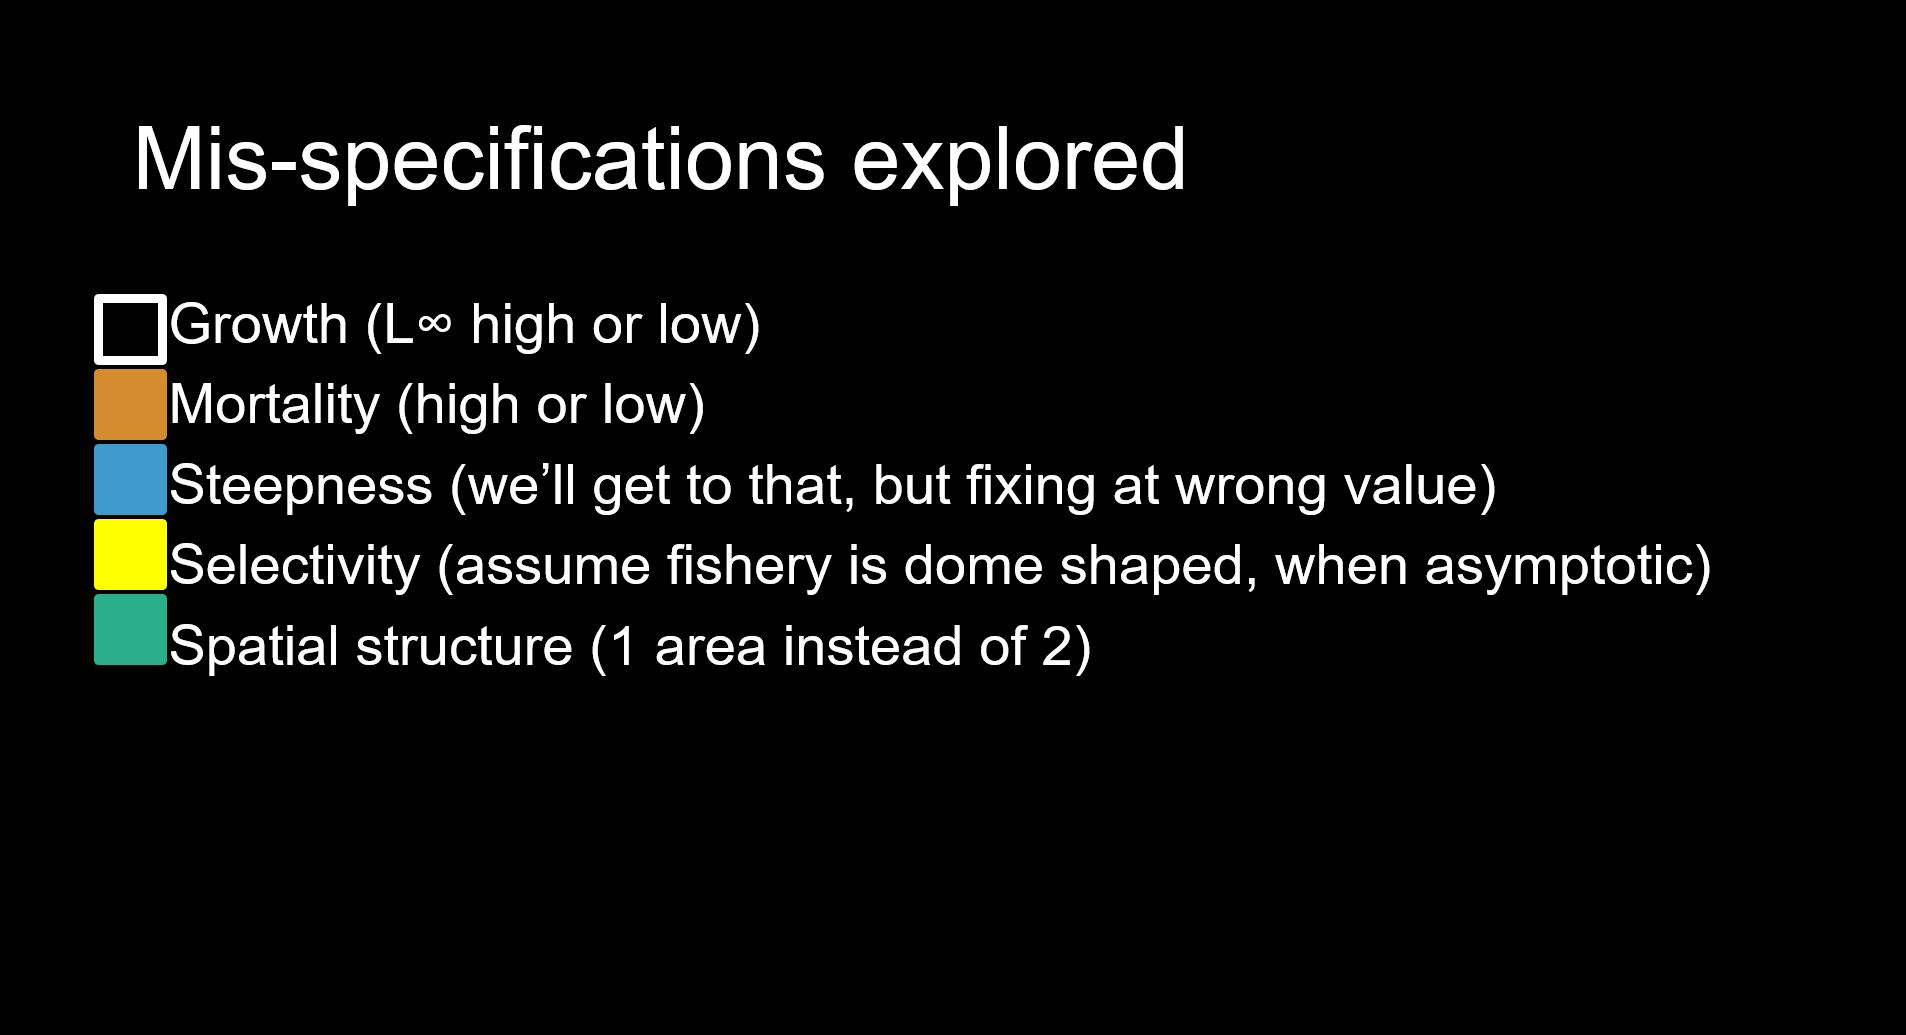 Mis-specifications explored
Growth (L∞ high or low)
Mortality (high or low)
Steepness (we’ll get to that, but fixing at wrong value)
Selectivity (assume fishery is dome shaped, when asymptotic)
Spatial structure (1 area instead of 2)